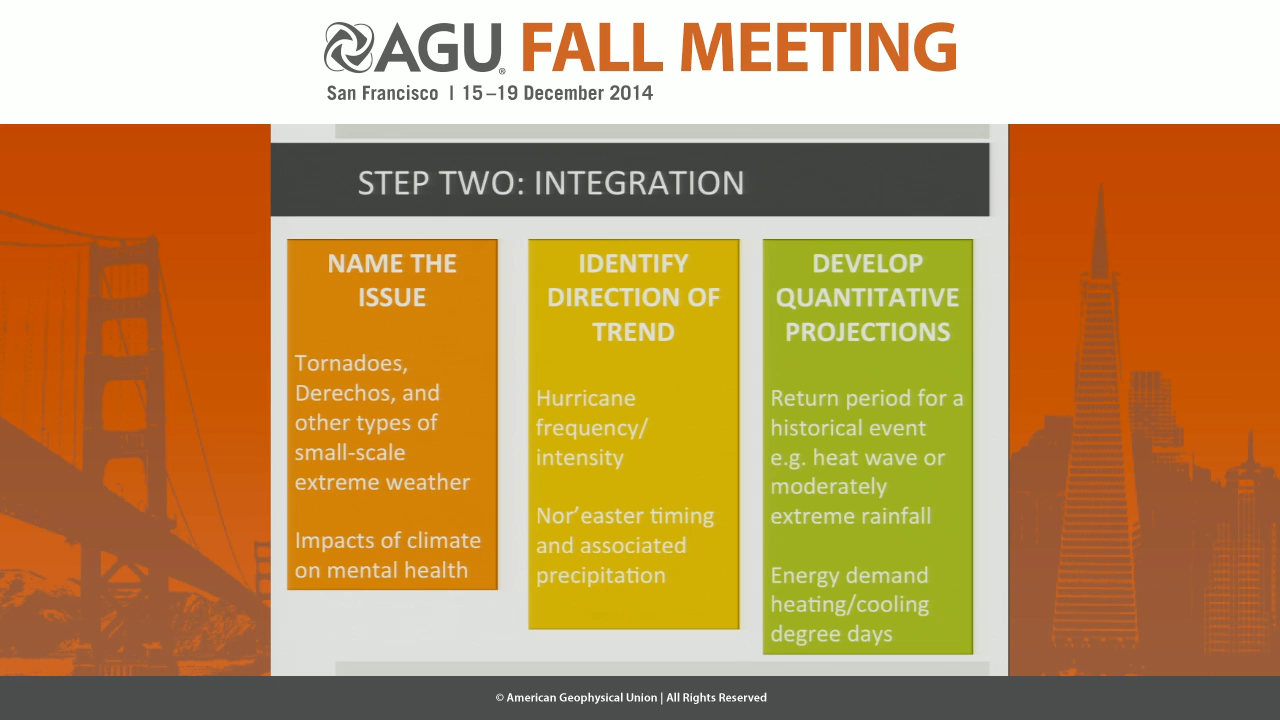 AGU® FALL MEETING
San Francisco | 15–19 December 2014
STEP TWO: INTEGRATION
NAME THE
ISSUE
Tornadoes,
Derechos, and
other types of
small-scale
extreme weather
Impacts of climate
on mental health
IDENTIFY
DIRECTION OF
TREND
Hurricane
frequency/
intensity
Nor’easter timing
and associated
precipitation
DEVELOP
QUANTITATIVE
PROJECTIONS
Return period for a
historical event
e.g. heat wave or
moderately
extreme rainfall
Energy demand
heating/cooling
degree days
© American Geophysical Union | All Rights Reserved